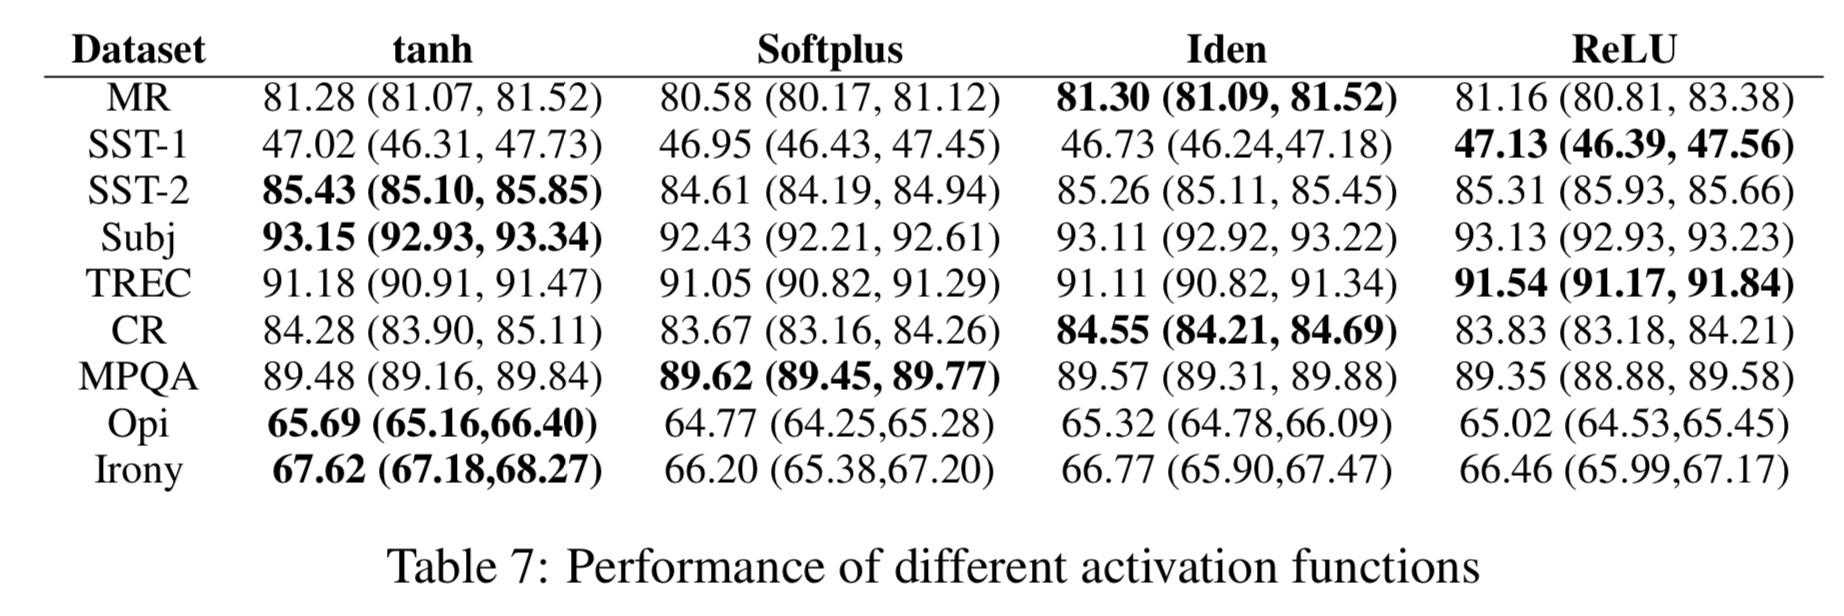 Dataset tanh Softplus Iden ReLU
MR 81.28 (81.07, 81.52) 80.58 (80.17, 81.12) 81.30 (81.09, 81.52) 81.16 (80.81, 83.38)
SST-1 47.02 (46.31, 47.73) 46.95 (46.43, 47.45) 46.73 (46.24,47.18) 47.13 (46.39, 47.56)
SST-2 85.43 (85.10, 85.85) 84.61 (84.19, 84.94) 85.26 (85.11, 85.45) 85.31 (85.93, 85.66)
Subj 93.15 (92.93, 93.34) 92.43 (92.21, 92.61) 93.11 (92.92, 93.22) 93.13 (92.93, 93.23)
TREC 91.18 (90.91, 91.47) 91.05 (90.82, 91.29) 91.11 (90.82, 91.34) 91.54 (91.17, 91.84)
CR 84.28 (83.90, 85.11) 83.67 (83.16, 84.26) 84.55 (84.21, 84.69) 83.83 (83.18, 84.21)
MPQA 89.48 (89.16, 89.84) 89.62 (89.45, 89.77) 89.57 (89.31, 89.88) 89.35 (88.88, 89.58)
Opi 65.69 (65.16,66.40) 64.77 (64.25,65.28) 65.32 (64.78,66.09) 65.02 (64.53,65.45)
Irony 67.62 (67.18,68.27) 66.20 (65.38,67.20) 66.77 (65.90,67.47) 66.46 (65.99,67.17)
Table 7: Performance of different activation functions